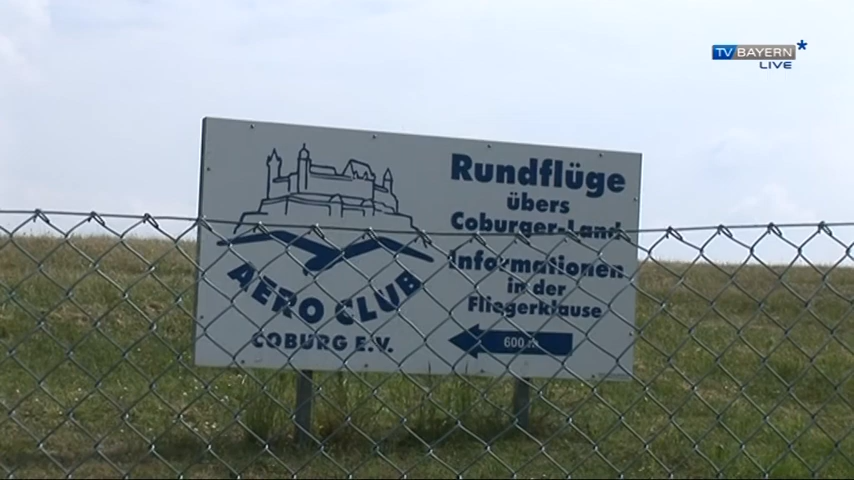 TV BAYERN*
LIVE
Rundflüge
übers
Coburger-Land
Informationen
in der
Fliegerklause
600 m
AERO CLUB
COBURG E.V.